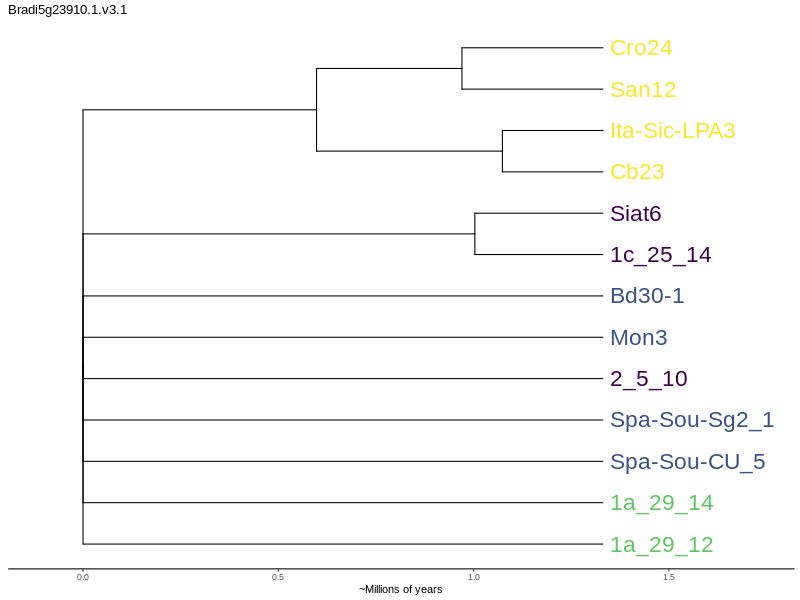 Bradi5g23910.1.v3.1
Cro24
San12
Ita-Sic-LPA3
Cb23
Siat6
1c_25_14
Bd30-1
Mon3
2_5_10
Spa-Sou-Sg2_1
Spa-Sou-CU_5
1a_29_14
1a_29_12
0.0 0.5 1.0 1.5
~Millions of years